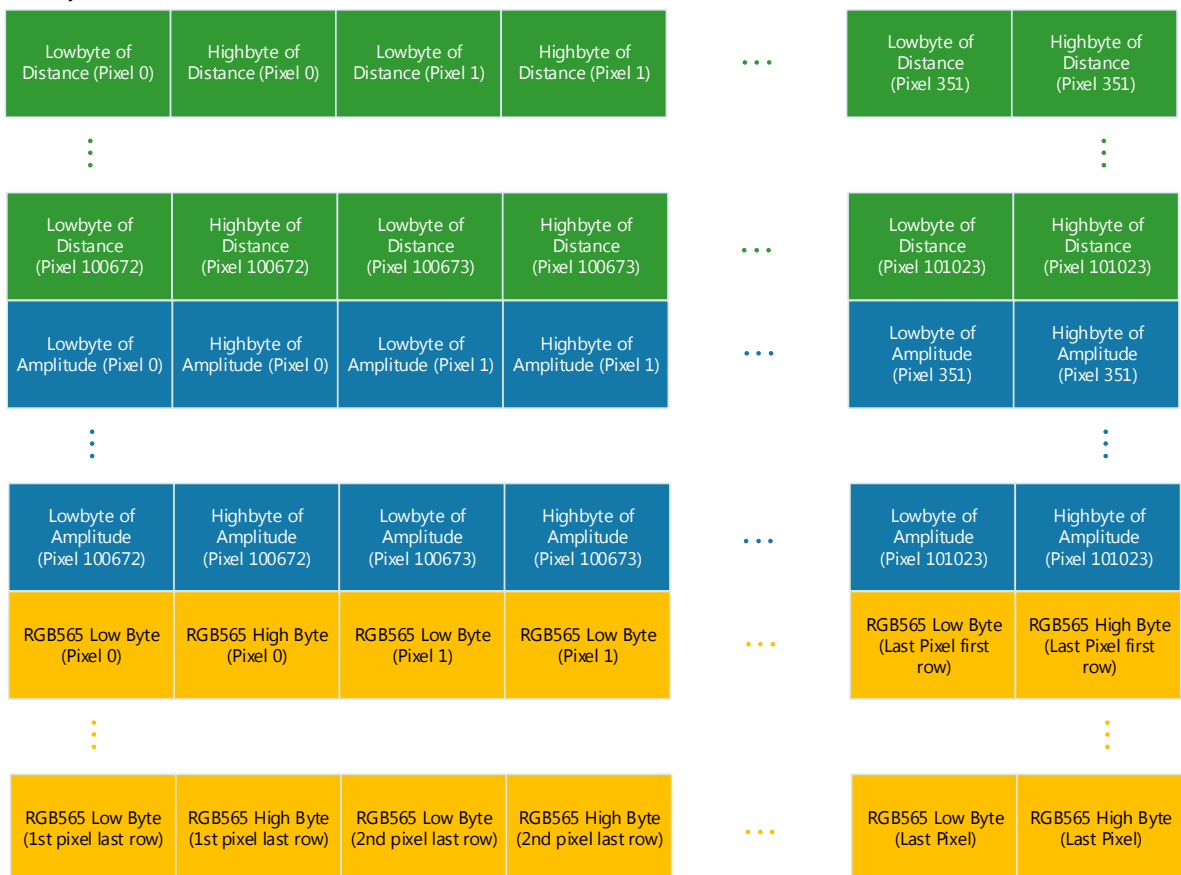 Lowbyte of
Distance (Pixel 0)
Highbyte of
Distance (Pixel 0)
Lowbyte of
Distance (Pixel 1)
Highbyte of
Distance (Pixel 1)
...
Lowbyte of
Distance
(Pixel 351)
Highbyte of
Distance
(Pixel 351)
Lowbyte of
Distance
(Pixel 100672)
Highbyte of
Distance
(Pixel 100672)
Lowbyte of
Distance
(Pixel 100673)
Highbyte of
Distance
(Pixel 100673)
...
Lowbyte of
Distance
(Pixel 101023)
Highbyte of
Distance
(Pixel 101023)
Lowbyte of
Amplitude (Pixel 0)
Highbyte of
Amplitude (Pixel 0)
Lowbyte of
Amplitude (Pixel 1)
Highbyte of
Amplitude (Pixel 1)
...
Lowbyte of
Amplitude
(Pixel 351)
Highbyte of
Amplitude
(Pixel 351)
Lowbyte of
Amplitude
(Pixel 100672)
Highbyte of
Amplitude
(Pixel 100672)
Lowbyte of
Amplitude
(Pixel 100673)
Highbyte of
Amplitude
(Pixel 100673)
...
Lowbyte of
Amplitude
(Pixel 101023)
Highbyte of
Amplitude
(Pixel 101023)
RGB565 Low Byte
(Pixel 0)
RGB565 High Byte
(Pixel 0)
RGB565 Low Byte
(Pixel 1)
RGB565 Low Byte
(Pixel 1)
...
RGB565 Low Byte
(Last Pixel first
row)
RGB565 High Byte
(Last Pixel first
row)
RGB565 Low Byte
(1st pixel last row)
RGB565 High Byte
(1st pixel last row)
RGB565 Low Byte
(2nd pixel last row)
RGB565 High Byte
(2nd pixel last row)
...
RGB565 Low Byte
(Last Pixel)
RGB565 High Byte
(Last Pixel)